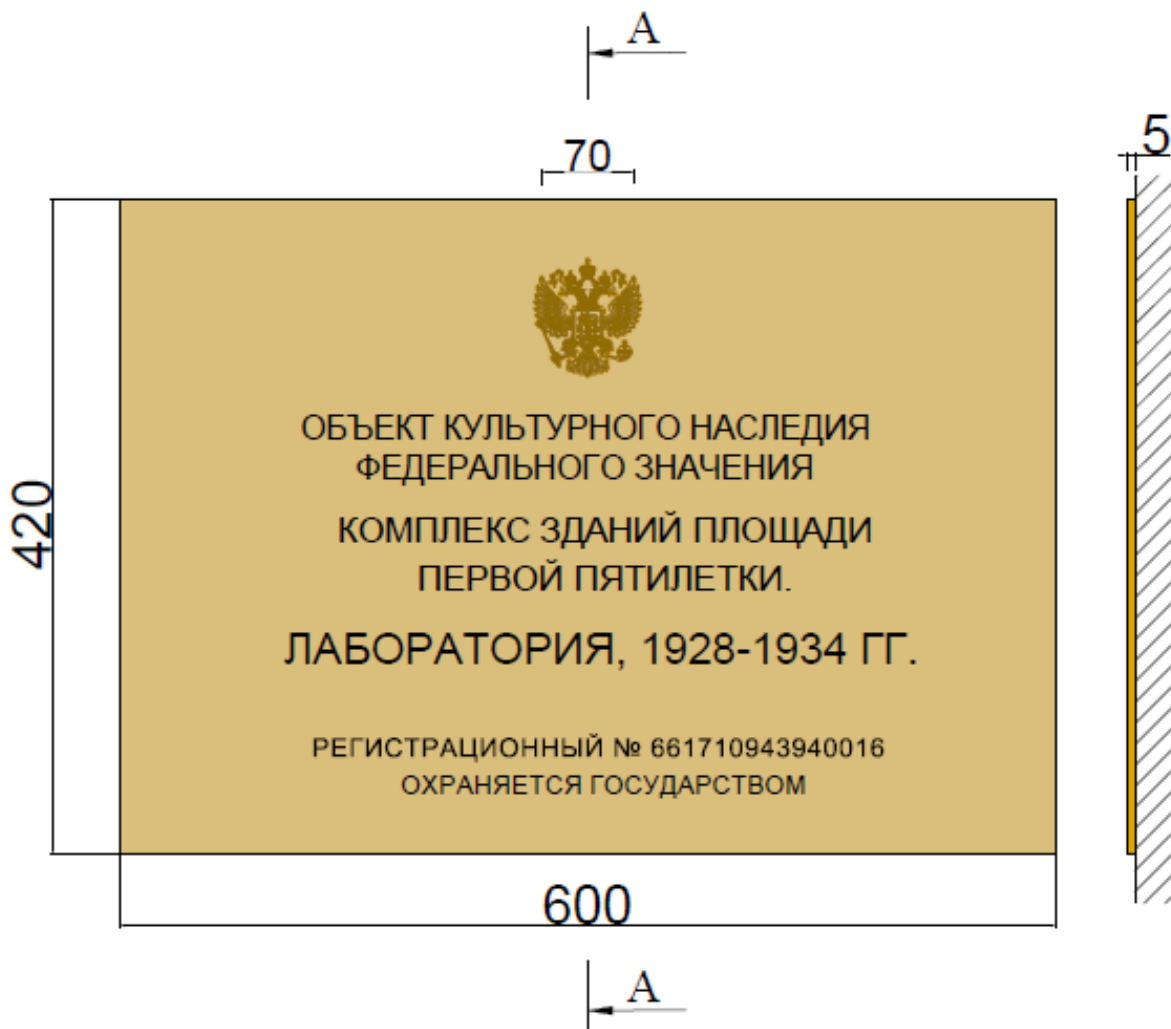 А
70
5
ОБЪЕКТ КУЛЬТУРНОГО НАСЛЕДИЯ
ФЕДЕРАЛЬНОГО ЗНАЧЕНИЯ
КОМПЛЕКС ЗДАНИЙ ПЛОЩАДИ
ПЕРВОЙ ПЯТИЛЕТКИ.
ЛАБОРАТОРИЯ, 1928-1934 ГГ.
РЕГИСТРАЦИОННЫЙ № 661710943940016
ОХРАНЯЕТСЯ ГОСУДАРСТВОМ
420
600
А